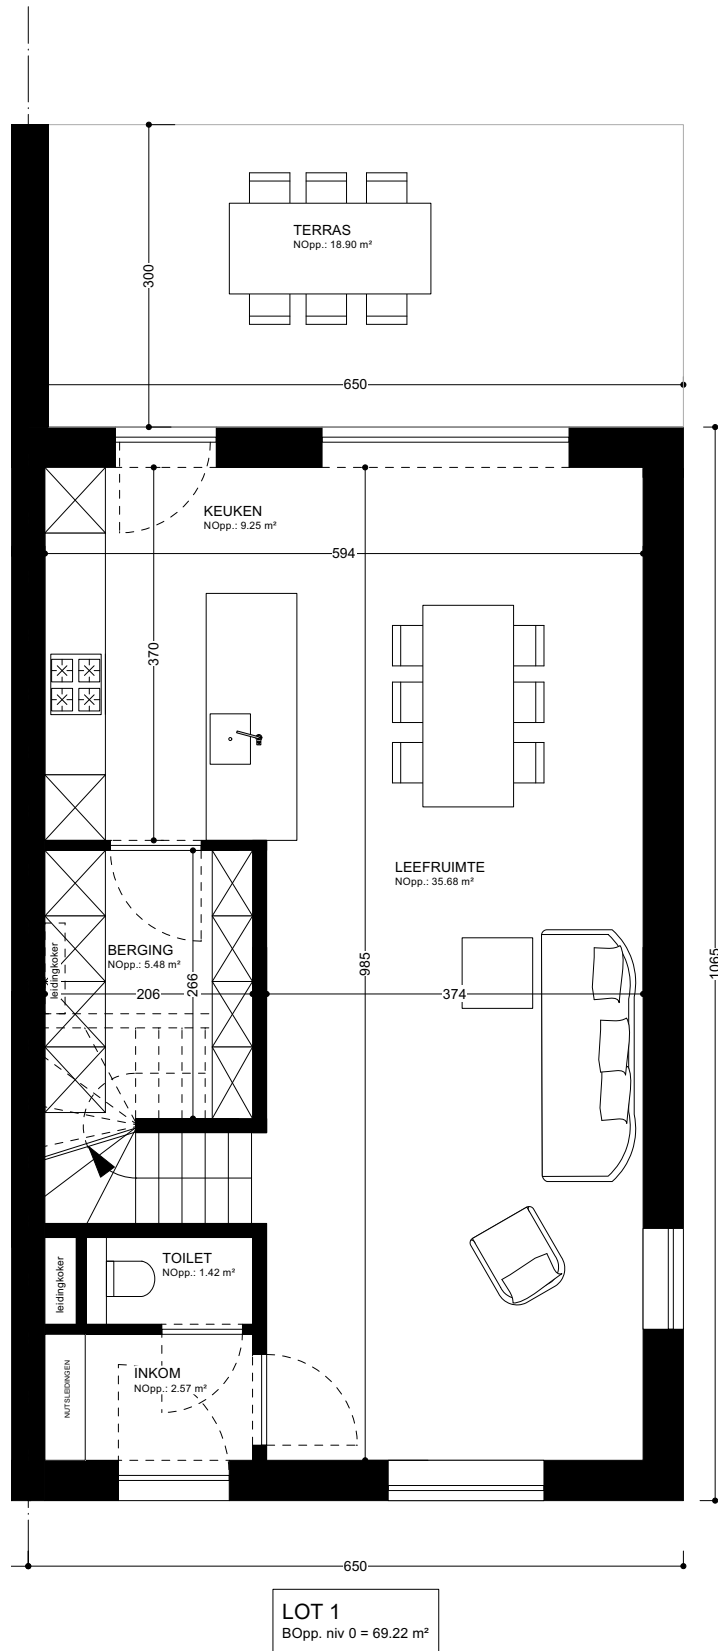 TERRAS
NOpp.: 18.90 m²
300
650
KEUKEN
NOpp.: 9.25 m²
594
370
LEEFRUIMTE
NOpp.: 35.68 m²
BERGING
NOpp.: 5.48 m²
leidingkoker
206
266
985
374
1065
TOILET
NOpp.: 1.42 m²
leidingkoker
INKOM
NOpp.: 2.57 m²
NUTSLEIDINGEN
650
LOT 1
BOpp. niv 0 = 69.22 m²